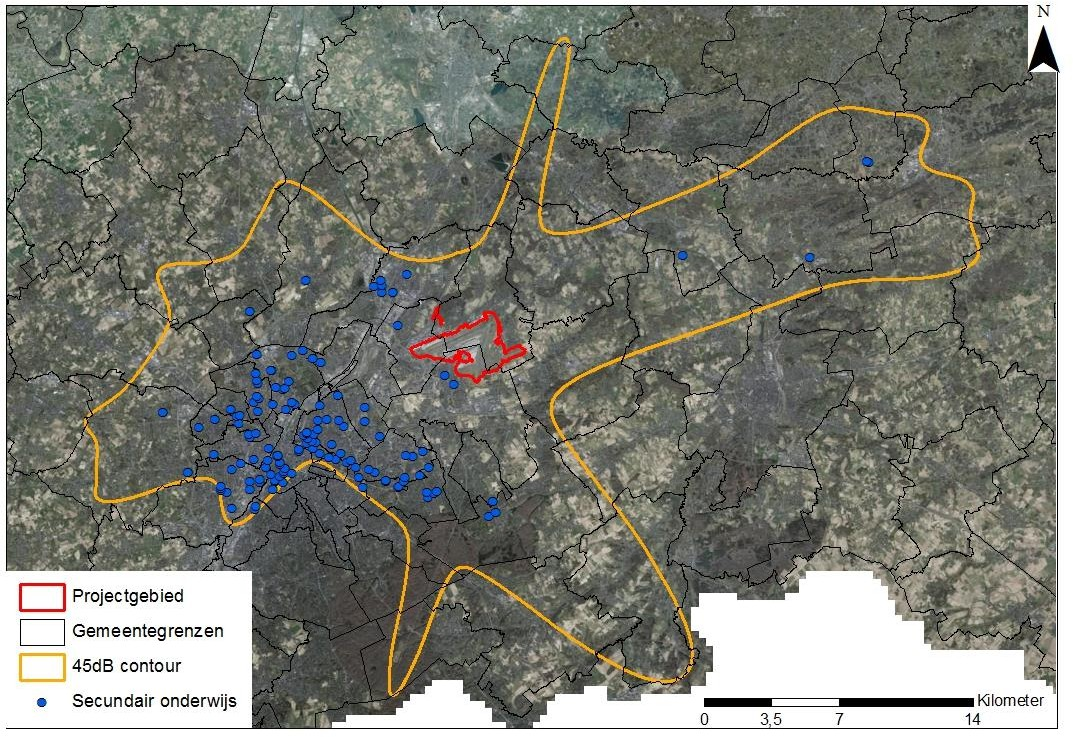 N
Projectgebied
Gemeentegrenzen
45dB contour
Secundair onderwijs
Kilometer
0 3,5 7 14